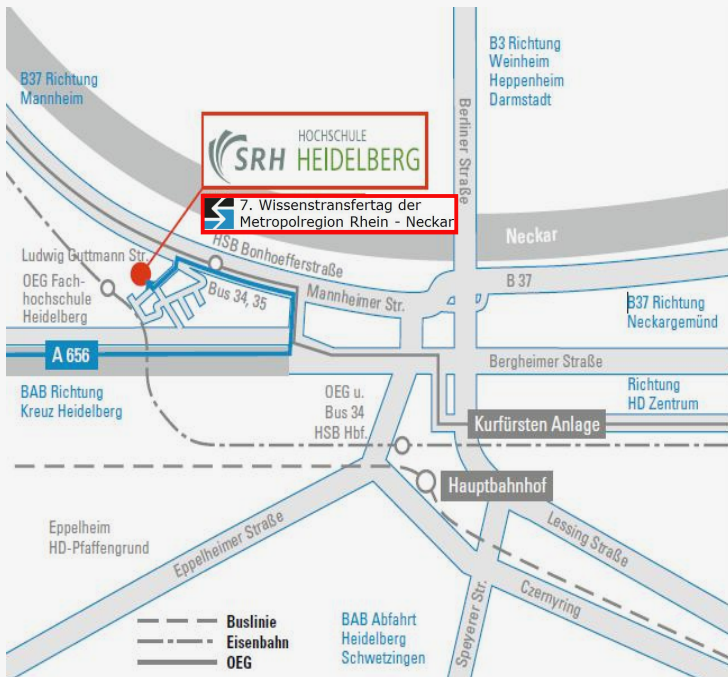 B37 Richtung
Mannheim
B3 Richtung
Weinheim
Heppenheim
Darmstadt
Berliner Straße
HOCHSCHULE
SRH HEIDELBERG
7. Wissenstransfertag der
Metropolregion Rhein - Neckar
Neckar
HSB Bonhoefferstraße
Ludwig Guttmann Str.
OEG Fach-
hochschule
Heidelberg
Bus 34, 35
Mannheimer Str.
B 37
B37 Richtung
Neckargemünd
A 656
Bergheimer Straße
BAB Richtung
Kreuz Heidelberg
OEG u.
Bus 34
HSB Hbf.
Richtung
HD Zentrum
Kurfürsten Anlage
Hauptbahnhof
Eppelheim
HD-Pfaffengrund
Eppelheimer Straße
Lessing Straße
Czernyring
Speyerer Str.
Buslinie
Eisenbahn
OEG
BAB Abfahrt
Heidelberg
Schwetzingen